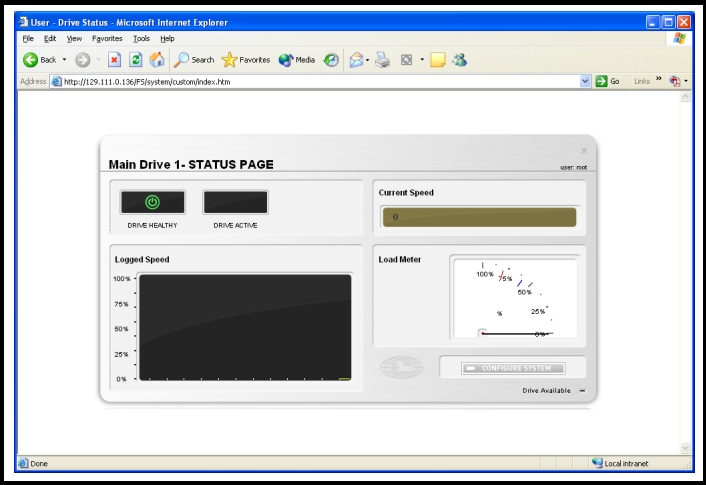 User - Drive Status - Microsoft Internet Explorer
File Edit View Favorites Tools Help
Back Search Favorites Media
Address http://129.111.0.136/FS/system/custom/index.htm Go Links »
Main Drive 1- STATUS PAGE
user: root
DRIVE HEALTHY
DRIVE ACTIVE
Current Speed
0
Logged Speed
100%
75%
50%
25%
0%
Load Meter
100%
75%
50%
25%
%
0%
CONFIGURE SYSTEM
Drive Available
Done
Local intranet